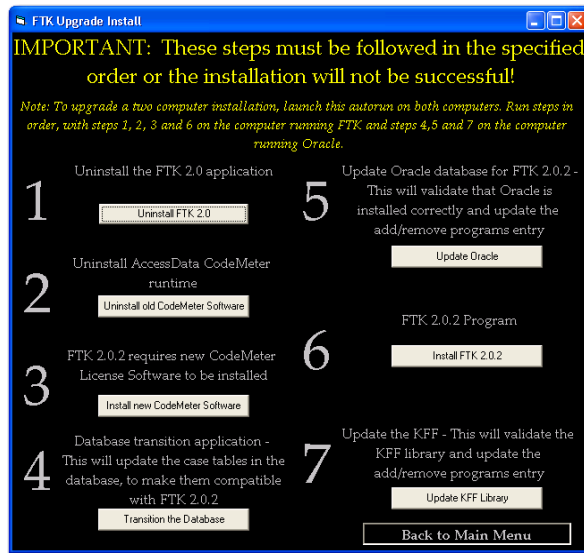 FTK Upgrade Install
IMPORTANT: These steps must be followed in the specified
order or the installation will not be successful!
Note: To upgrade a two computer installation, launch this autorun on both computers. Run steps in
order, with steps 1, 2, 3 and 6 on the computer running FTK and steps 4,5 and 7 on the computer
running Oracle.
1
Uninstall the FTK 2.0 application
Uninstall FTK 2.0
2
Uninstall AccessData CodeMeter
runtime
Uninstall old CodeMeter Software
3
FTK 2.0.2 requires new CodeMeter
License Software to be installed
Install new CodeMeter Software
4
Database transition application -
This will update the case tables in the
database, to make them compatible
with FTK 2.0.2
Transition the Database
5
Update Oracle database for FTK 2.0.2 -
This will validate that Oracle is
installed correctly and update the
add/remove programs entry
Update Oracle
6
FTK 2.0.2 Program
Install FTK 2.0.2
7
Update the KFF - This will validate the
KFF library and update the
add/remove programs entry
Update KFF Library
Back to Main Menu